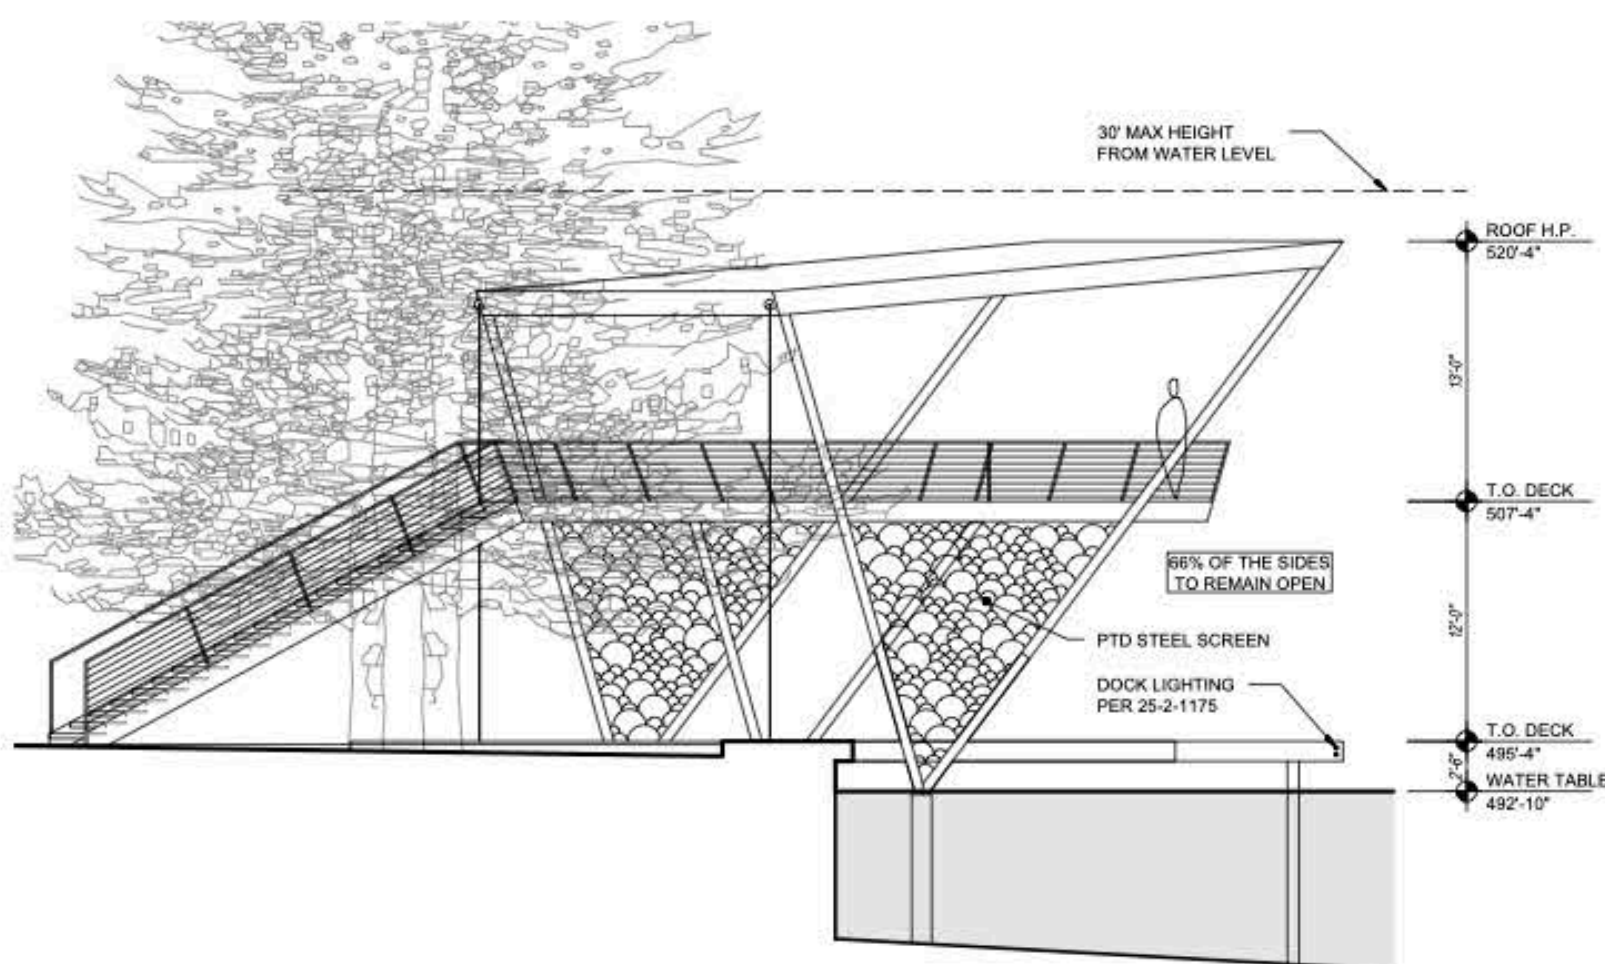 30' MAX HEIGHT
FROM WATER LEVEL
ROOF H.P.
520'-4"
13'-0"
T.O. DECK
507'-4"
66% OF THE SIDES
TO REMAIN OPEN
12'-0"
PTD STEEL SCREEN
DOCK LIGHTING
PER 25-2-1175
T.O. DECK
495'-4"
2'-6"
WATER TABLE
492'-10"